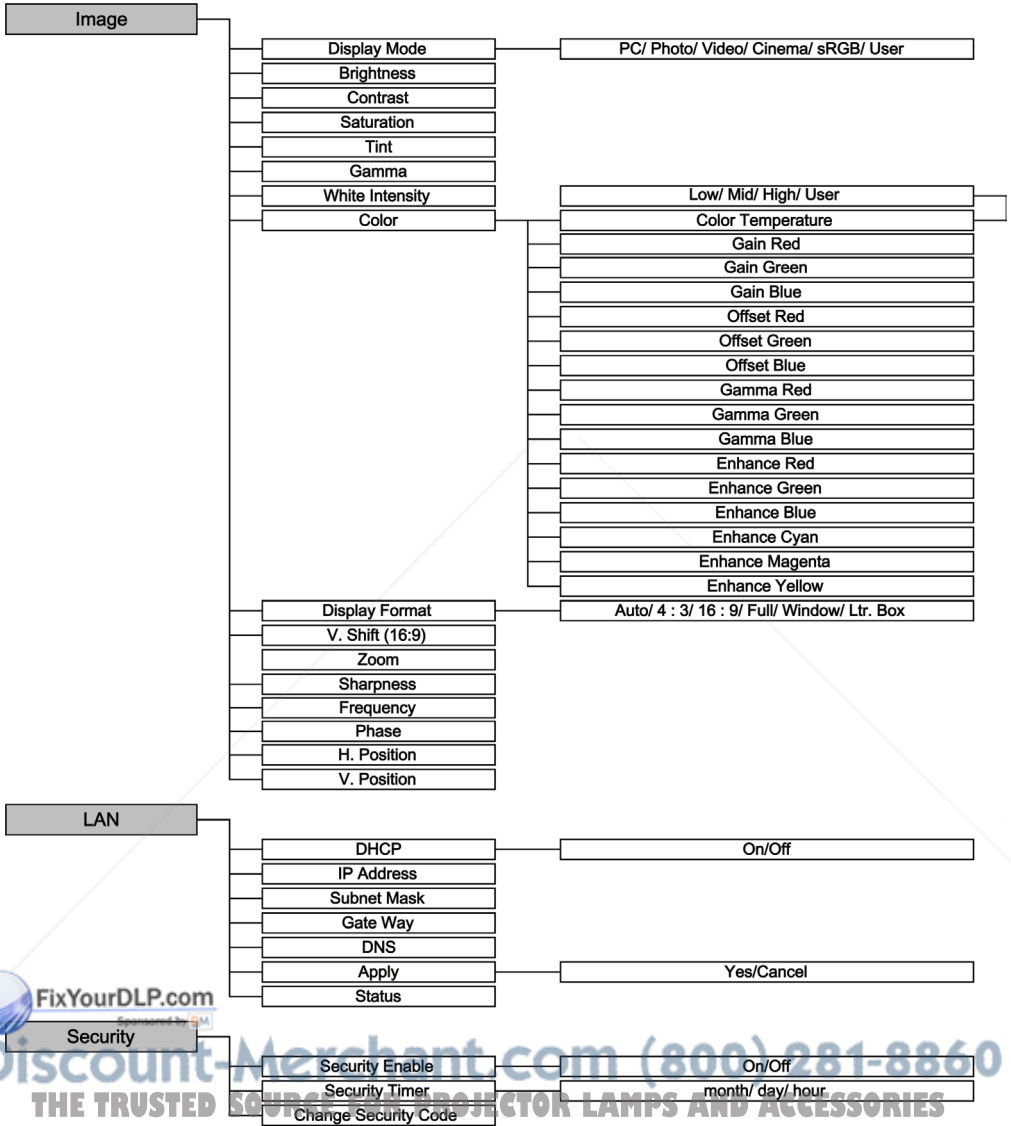 Image
Display Mode PC/ Photo/ Video/ Cinema/ sRGB/ User
Brightness
Contrast
Saturation
Tint
Gamma
White Intensity Low/ Mid/ High/ User
Color Color Temperature
Gain Red
Gain Green
Gain Blue
Offset Red
Offset Green
Offset Blue
Gamma Red
Gamma Green
Gamma Blue
Enhance Red
Enhance Green
Enhance Blue
Enhance Cyan
Enhance Magenta
Enhance Yellow
Display Format Auto/ 4 : 3/ 16 : 9/ Full/ Window/ Ltr. Box
V. Shift (16:9)
Zoom
Sharpness
Frequency
Phase
H. Position
V. Position
LAN
DHCP On/Off
IP Address
Subnet Mask
Gate Way
DNS
Apply Yes/Cancel
Status
FixYourDLP.com
Sponsored by
Security
Discount-Merchant.com (800) 281-8860
Security Enable On/Off
Security Timer month/ day/ hour
THE TRUSTED SOURCE FOR PROJECTOR LAMPS AND ACCESSORIES
Change Security Code